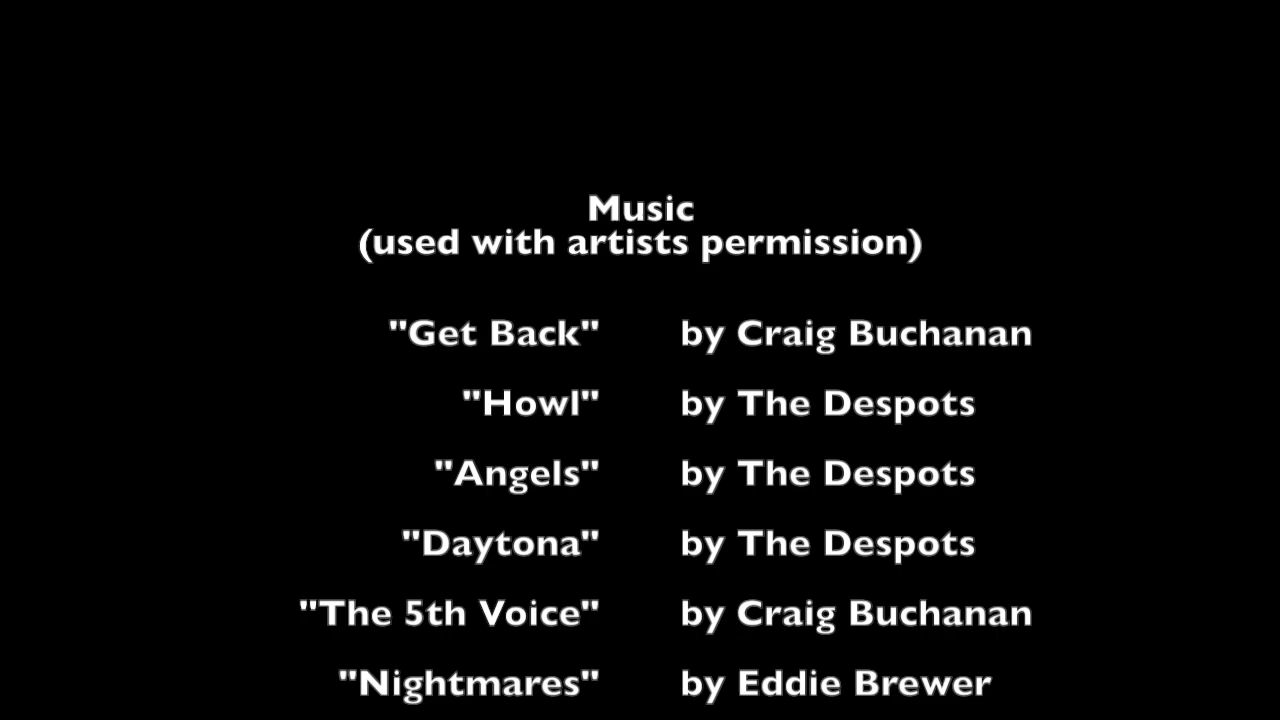 Music
(used with artists permission)
"Get Back" by Craig Buchanan
"Howl" by The Despots
"Angels" by The Despots
"Daytona" by The Despots
"The 5th Voice" by Craig Buchanan
"Nightmares" by Eddie Brewer